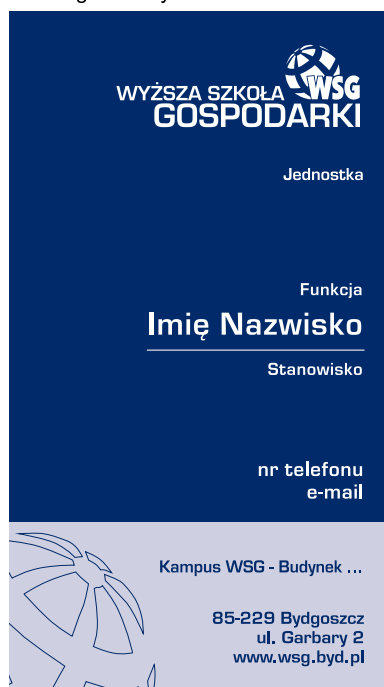 WYŻSZA SZKOŁA WSG
GOSPODARKI
Jednostka
Funkcja
Imię Nazwisko
Stanowisko
nr telefonu
e-mail
Kampus WSG - Budynek ...
85-229 Bydgoszcz
ul. Garbary 2
www.wsg.byd.pl